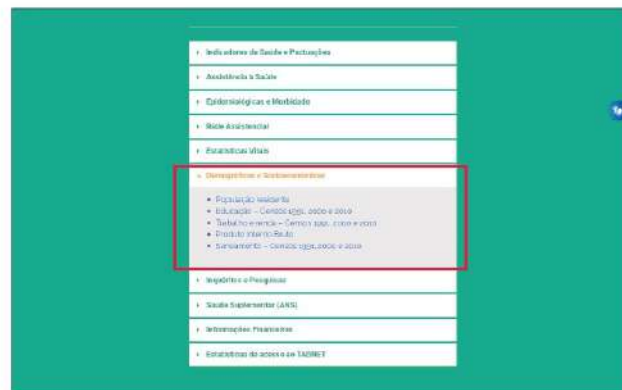 Indicadores de Saúde e Pactuações
Assistência à Saúde
Epidemiológicas e Morbidade
Rede Assistencial
Estatísticas Vitais
Demográficas e Socioeconômicas
População residente
Educação – Censos 1991, 2000 e 2010
Trabalho e renda – Censos 1991, 2000 e 2010
Produto Interno Bruto
Saneamento – Censos 1991, 2000 e 2010
Inquéritos e Pesquisas
Saúde Suplementar (ANS)
Informações Financeiras
Estatísticas de acesso ao TABNET